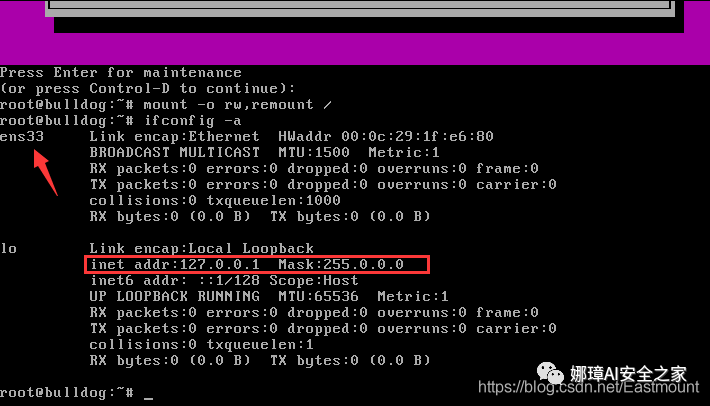 Press Enter for maintenance
(or press Control-D to continue):
root@bulldog:~# mount -o rw,remount /
root@bulldog:~# ifconfig -a
ens33     Link encap:Ethernet  HWaddr 00:0c:29:1f:e6:80
          BROADCAST MULTICAST  MTU:1500  Metric:1
          RX packets:0 errors:0 dropped:0 overruns:0 frame:0
          TX packets:0 errors:0 dropped:0 overruns:0 carrier:0
          collisions:0 txqueuelen:1000
          RX bytes:0 (0.0 B)  TX bytes:0 (0.0 B)
lo        Link encap:Local Loopback
          inet addr:127.0.0.1  Mask:255.0.0.0
          inet6 addr: ::1/128 Scope:Host
          UP LOOPBACK RUNNING  MTU:65536  Metric:1
          RX packets:0 errors:0 dropped:0 overruns:0 frame:0
          TX packets:0 errors:0 dropped:0 overruns:0 carrier:0
          collisions:0 txqueuelen:1
          RX bytes:0 (0.0 B)  TX bytes:0 (0.0 B)
root@bulldog:~# _
娜璋AI安全之家
https://blog.csdn.net/Eastmount